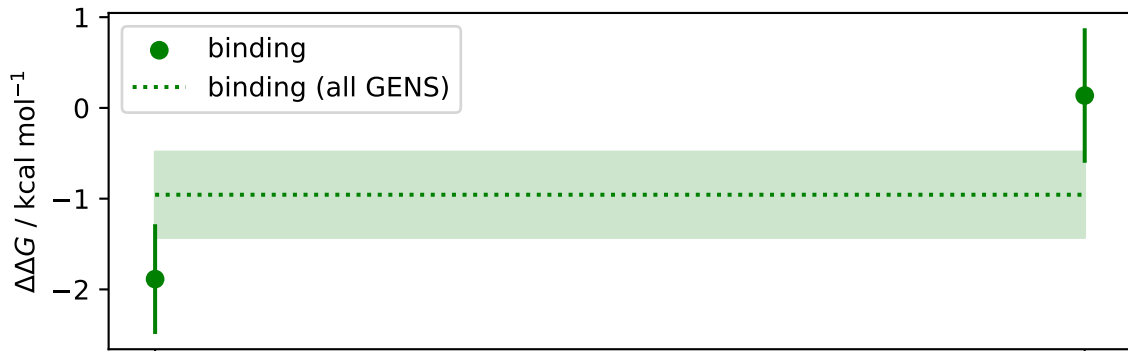 1
0
−1
−2
ΔΔG / kcal mol⁻¹
binding
binding (all GENS)